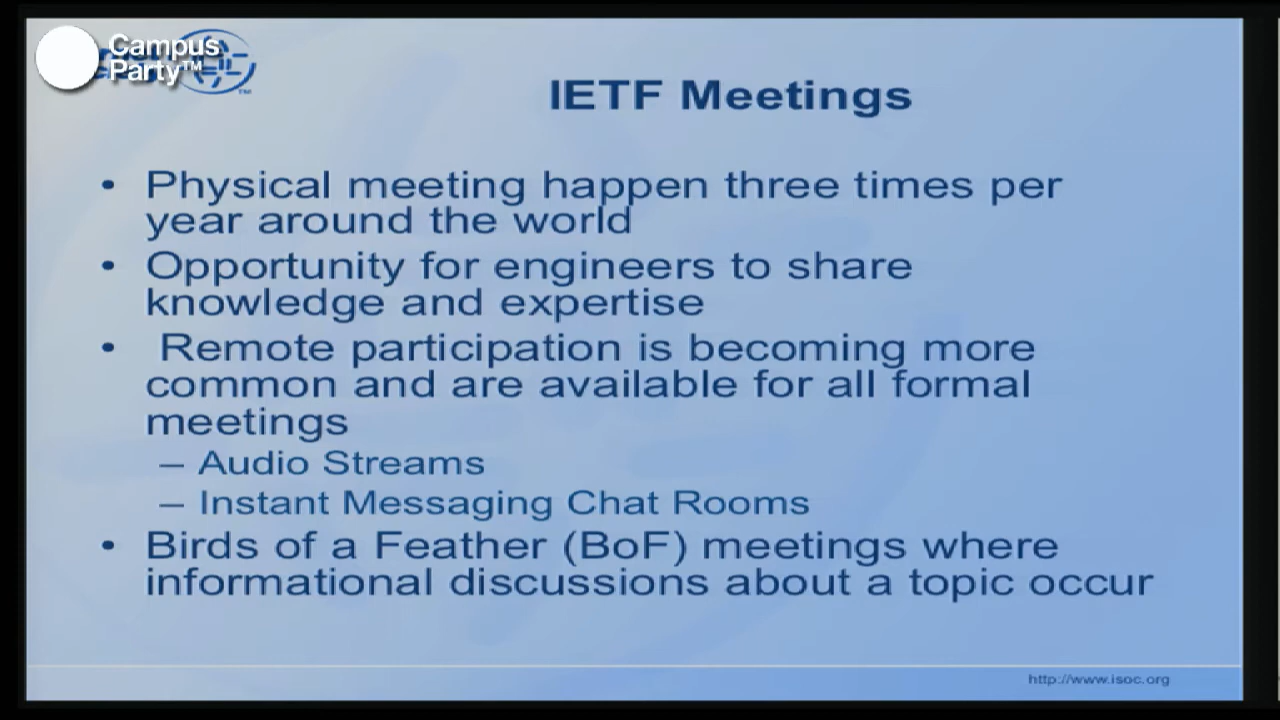 Campus
Party™
IETF Meetings
• Physical meeting happen three times per
year around the world
• Opportunity for engineers to share
knowledge and expertise
• Remote participation is becoming more
common and are available for all formal
meetings
– Audio Streams
– Instant Messaging Chat Rooms
• Birds of a Feather (BoF) meetings where
informational discussions about a topic occur
http://www.isoc.org